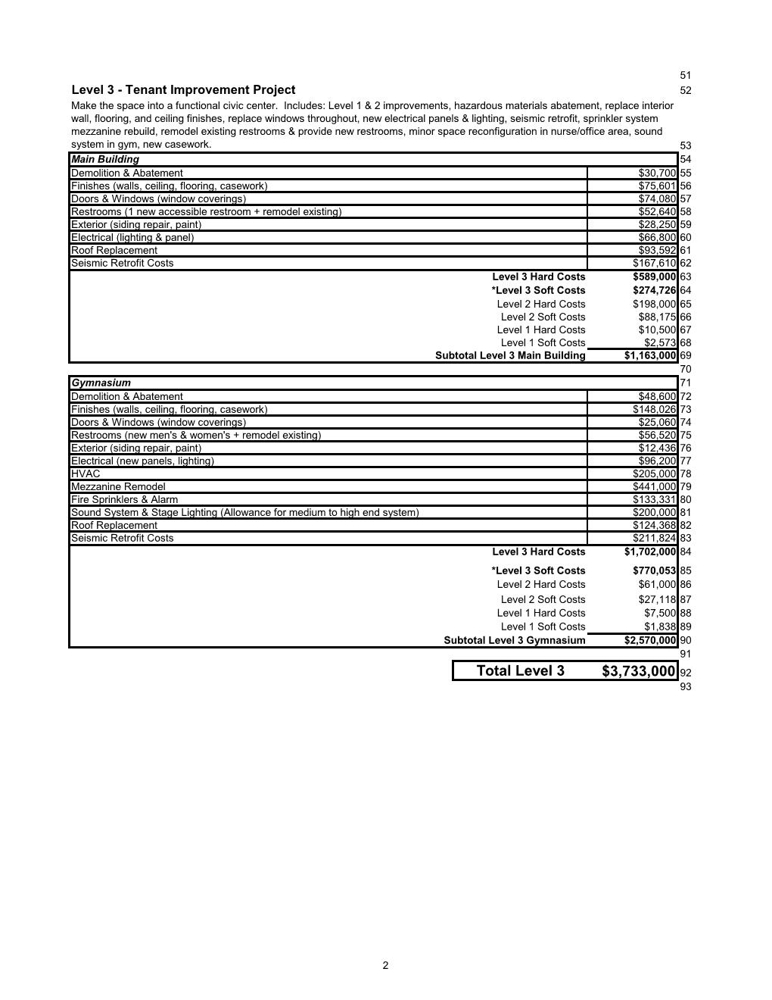 51
Level 3 - Tenant Improvement Project 52
Make the space into a functional civic center.  Includes: Level 1 & 2 improvements, hazardous materials abatement, replace interior
wall, flooring, and ceiling finishes, replace windows throughout, new electrical panels & lighting, seismic retrofit, sprinkler system
mezzanine rebuild, remodel existing restrooms & provide new restrooms, minor space reconfiguration in nurse/office area, sound
system in gym, new casework. 53
Main Building 54
Demolition & Abatement $30,700 55
Finishes (walls, ceiling, flooring, casework) $75,601 56
Doors & Windows (window coverings) $74,080 57
Restrooms (1 new accessible restroom + remodel existing) $52,640 58
Exterior (siding repair, paint) $28,250 59
Electrical (lighting & panel) $66,800 60
Roof Replacement $93,592 61
Seismic Retrofit Costs $167,610 62
Level 3 Hard Costs $589,000 63
*Level 3 Soft Costs $274,726 64
Level 2 Hard Costs $198,000 65
Level 2 Soft Costs $88,175 66
Level 1 Hard Costs $10,500 67
Level 1 Soft Costs $2,573 68
Subtotal Level 3 Main Building $1,163,000 69
70
Gymnasium 71
Demolition & Abatement $48,600 72
Finishes (walls, ceiling, flooring, casework) $148,026 73
Doors & Windows (window coverings) $25,060 74
Restrooms (new men's & women's + remodel existing) $56,520 75
Exterior (siding repair, paint) $12,436 76
Electrical (new panels, lighting) $96,200 77
HVAC $205,000 78
Mezzanine Remodel $441,000 79
Fire Sprinklers & Alarm $133,331 80
Sound System & Stage Lighting (Allowance for medium to high end system) $200,000 81
Roof Replacement $124,368 82
Seismic Retrofit Costs $211,824 83
Level 3 Hard Costs $1,702,000 84
*Level 3 Soft Costs $770,053 85
Level 2 Hard Costs $61,000 86
Level 2 Soft Costs $27,118 87
Level 1 Hard Costs $7,500 88
Level 1 Soft Costs $1,838 89
Subtotal Level 3 Gymnasium $2,570,000 90
91
Total Level 3 $3,733,000 92
93
2